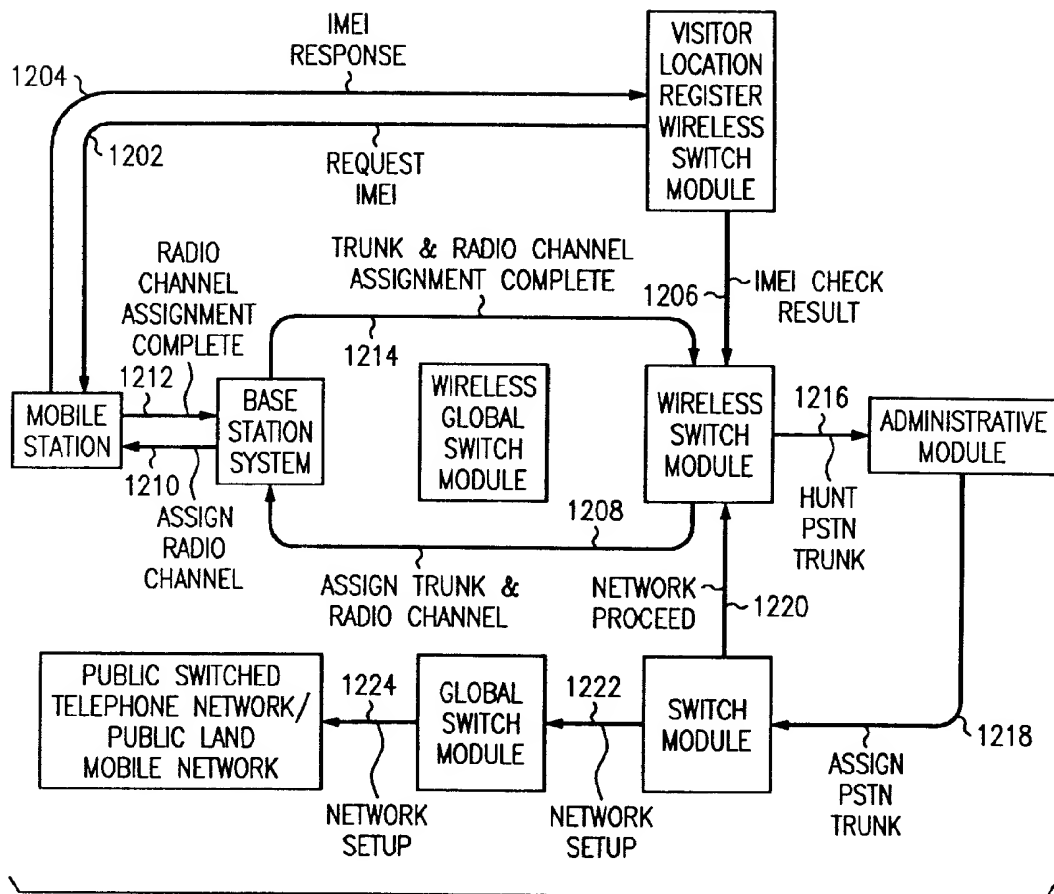 IMEI
RESPONSE
1204
1202
REQUEST
IMEI
VISITOR
LOCATION
REGISTER
WIRELESS
SWITCH
MODULE
RADIO
CHANNEL
ASSIGNMENT
COMPLETE
TRUNK & RADIO CHANNEL
ASSIGNMENT COMPLETE
1206
IMEI CHECK
RESULT
1214
1212
MOBILE
STATION
1210
BASE
STATION
SYSTEM
WIRELESS
GLOBAL
SWITCH
MODULE
WIRELESS
SWITCH
MODULE
1216
ADMINISTRATIVE
MODULE
HUNT
PSTN
TRUNK
ASSIGN
RADIO
CHANNEL
1208
ASSIGN TRUNK &
RADIO CHANNEL
NETWORK
PROCEED
1220
PUBLIC SWITCHED
TELEPHONE NETWORK/
PUBLIC LAND
MOBILE NETWORK
1224
GLOBAL
SWITCH
MODULE
1222
SWITCH
MODULE
1218
NETWORK
SETUP
NETWORK
SETUP
ASSIGN
PSTN
TRUNK